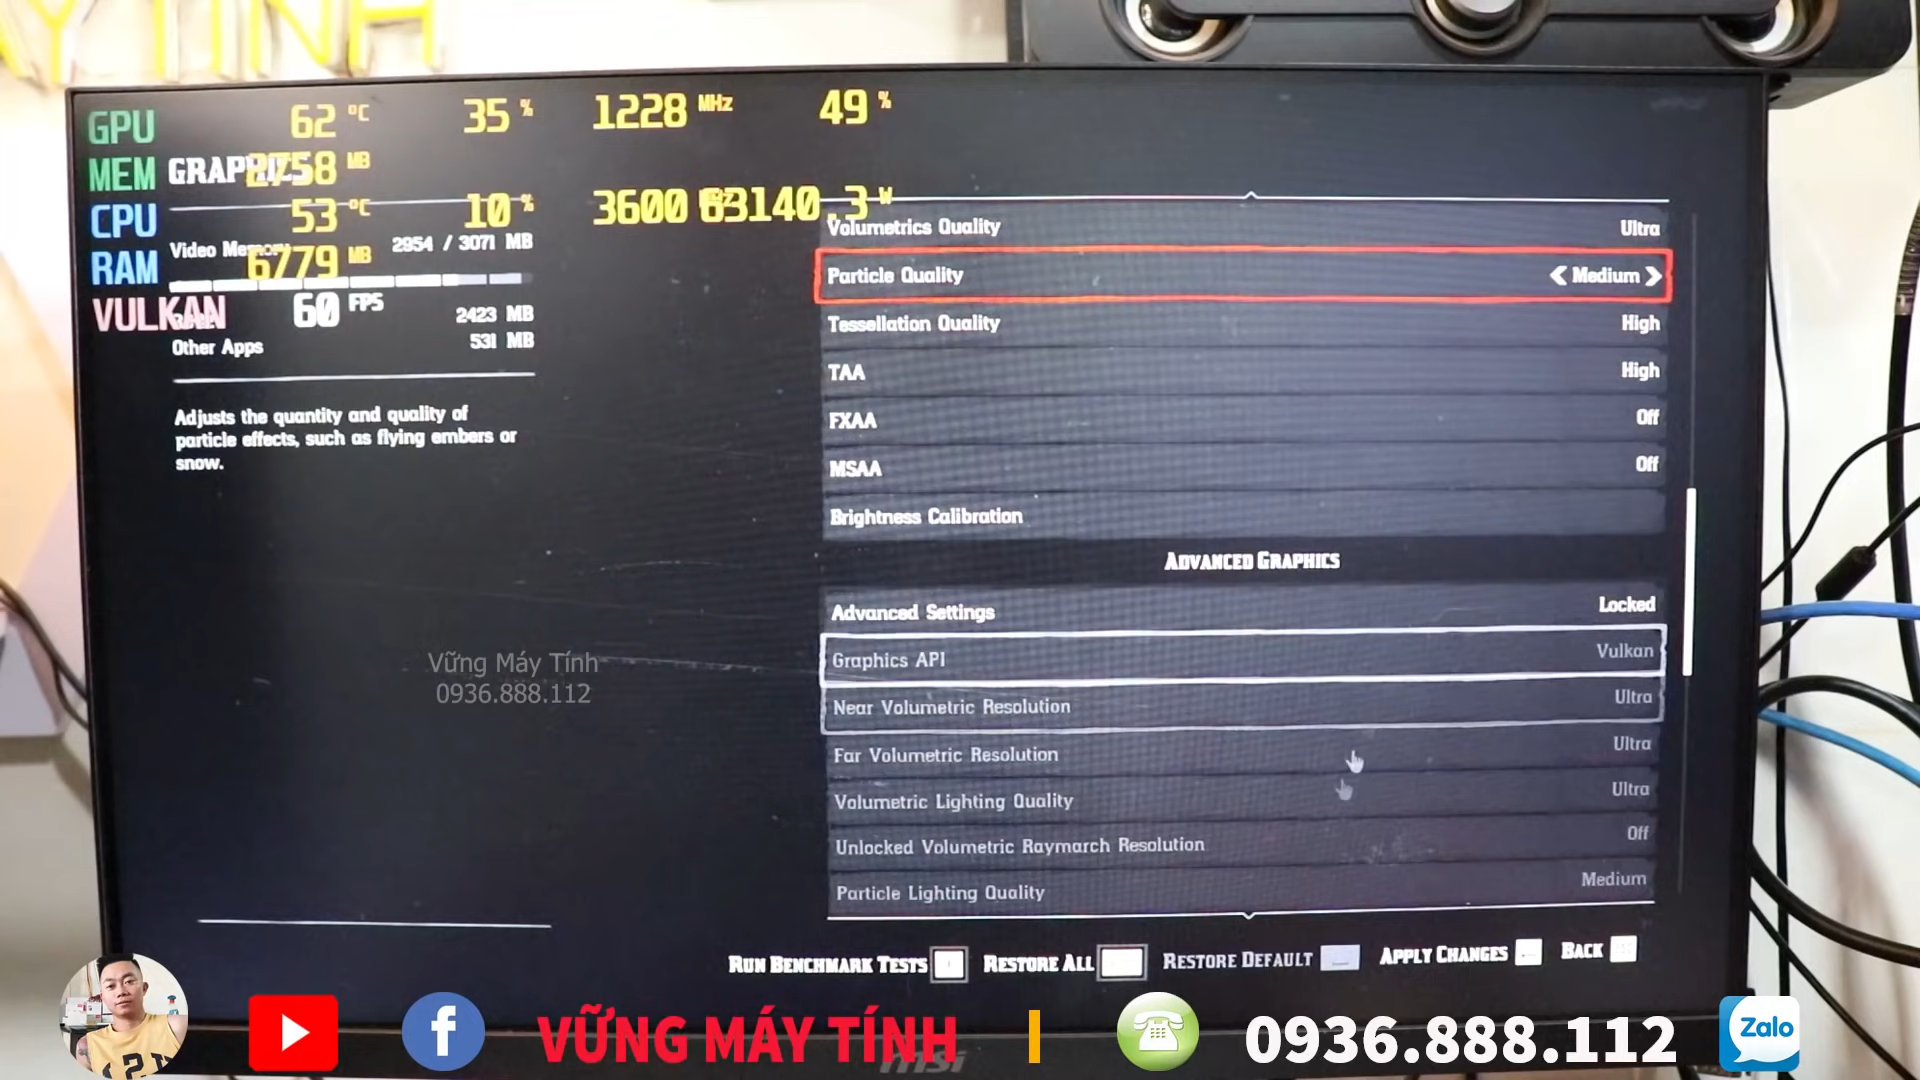 Y TÍNH
GPU 62 °C 35 % 1228 MHz 49 %
MEM 2758 MB
GRAPHICS
CPU 53 °C 10 % 3600 63140.3 W
Video Memory 2954 / 3071 MB
RAM 6779 MB
VULKAN 60 FPS
2423 MB
Other Apps 531 MB
Adjusts the quantity and quality of
particle effects, such as flying embers or
snow.
Volumetrics Quality Ultra
Particle Quality Medium
Tessellation Quality High
TAA High
FXAA Off
MSAA Off
Brightness Calibration
ADVANCED GRAPHICS
Advanced Settings Locked
Graphics API Vulkan
Near Volumetric Resolution Ultra
Far Volumetric Resolution Ultra
Volumetric Lighting Quality Ultra
Unlocked Volumetric Raymarch Resolution Off
Particle Lighting Quality Medium
Vững Máy Tính
0936.888.112
RUN BENCHMARK TESTS RESTORE ALL RESTORE DEFAULT APPLY CHANGES BACK
msi
f VỮNG MÁY TÍNH 0936.888.112 Zalo